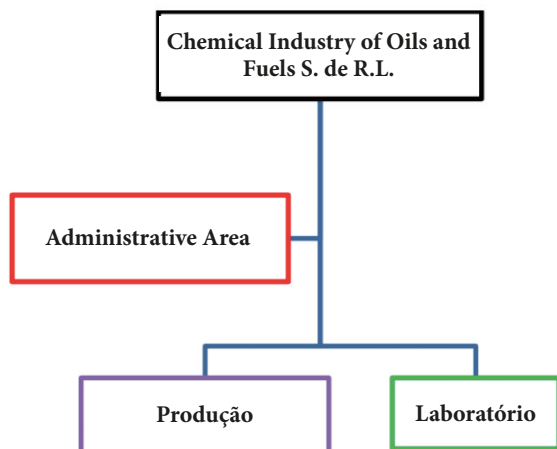 Chemical Industry of Oils and
Fuels S. de R.L.
Administrative Area
Produção
Laboratório